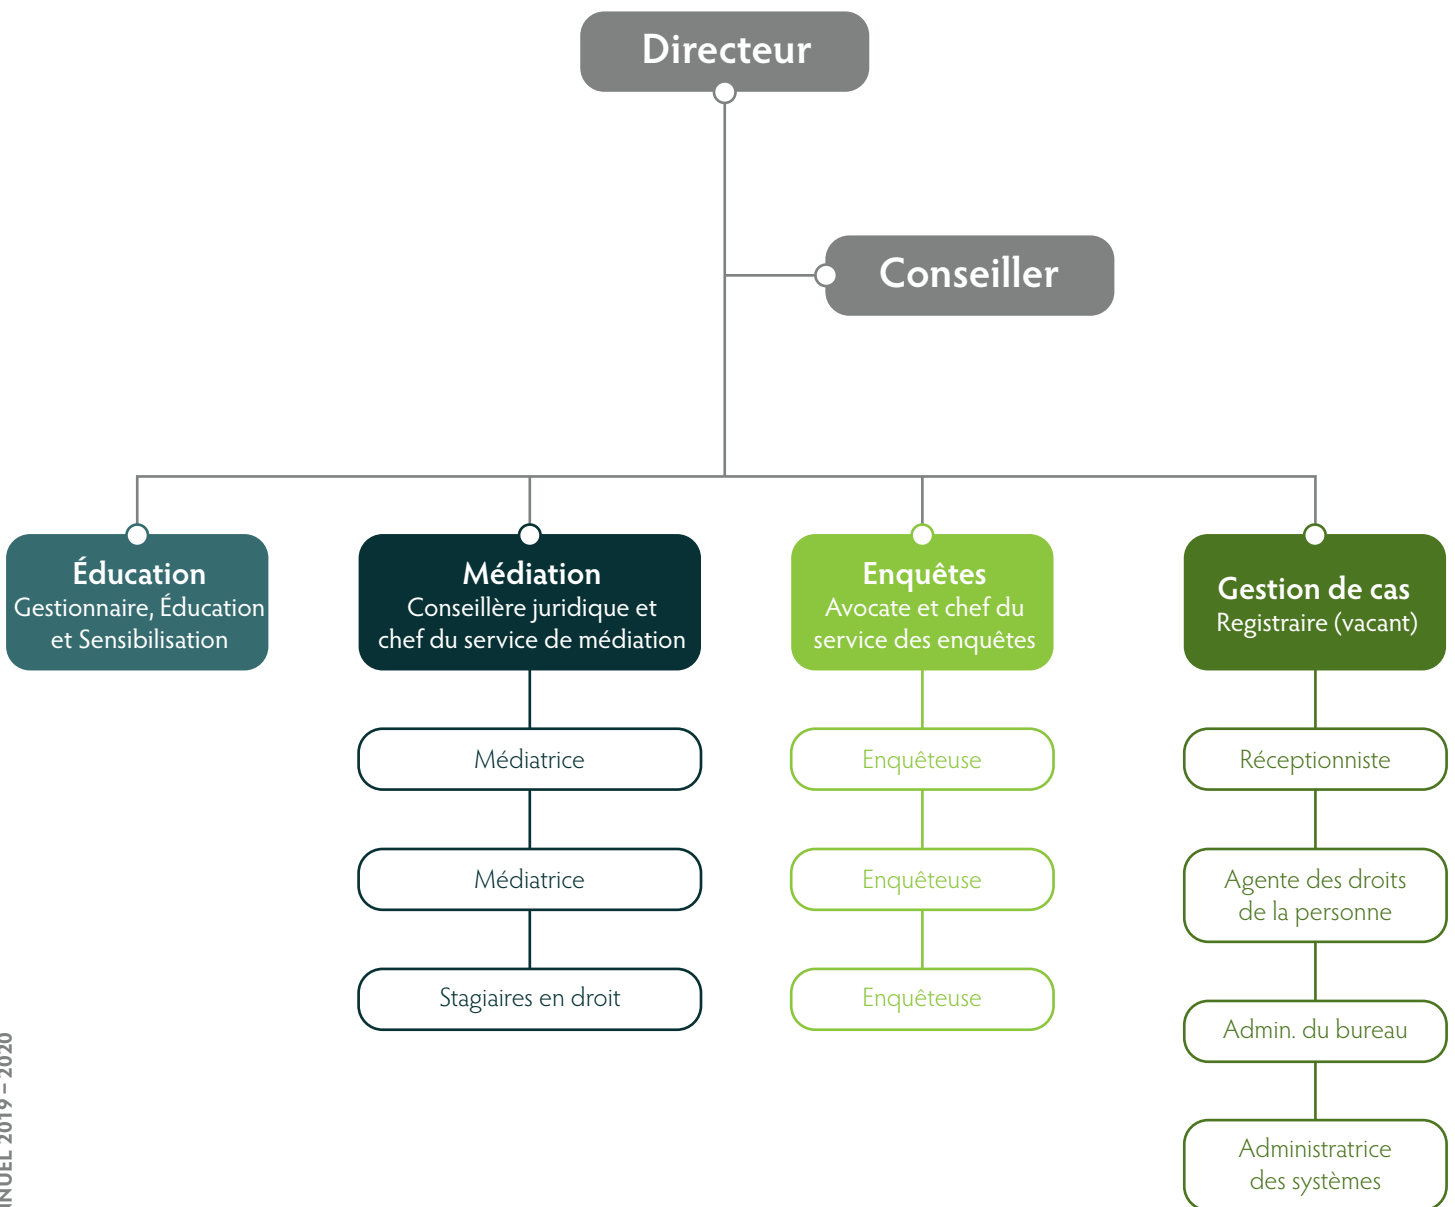 Directeur
Conseiller
Éducation
Gestionnaire, Éducation
et Sensibilisation
Médiation
Conseillère juridique et
chef du service de médiation
Médiatrice
Médiatrice
Stagiaires en droit
Enquêtes
Avocate et chef du
service des enquêtes
Enquêteuse
Enquêteuse
Enquêteuse
Gestion de cas
Registraire (vacant)
Réceptionniste
Agente des droits
de la personne
Admin. du bureau
Administratrice
des systèmes
2019 – 2020